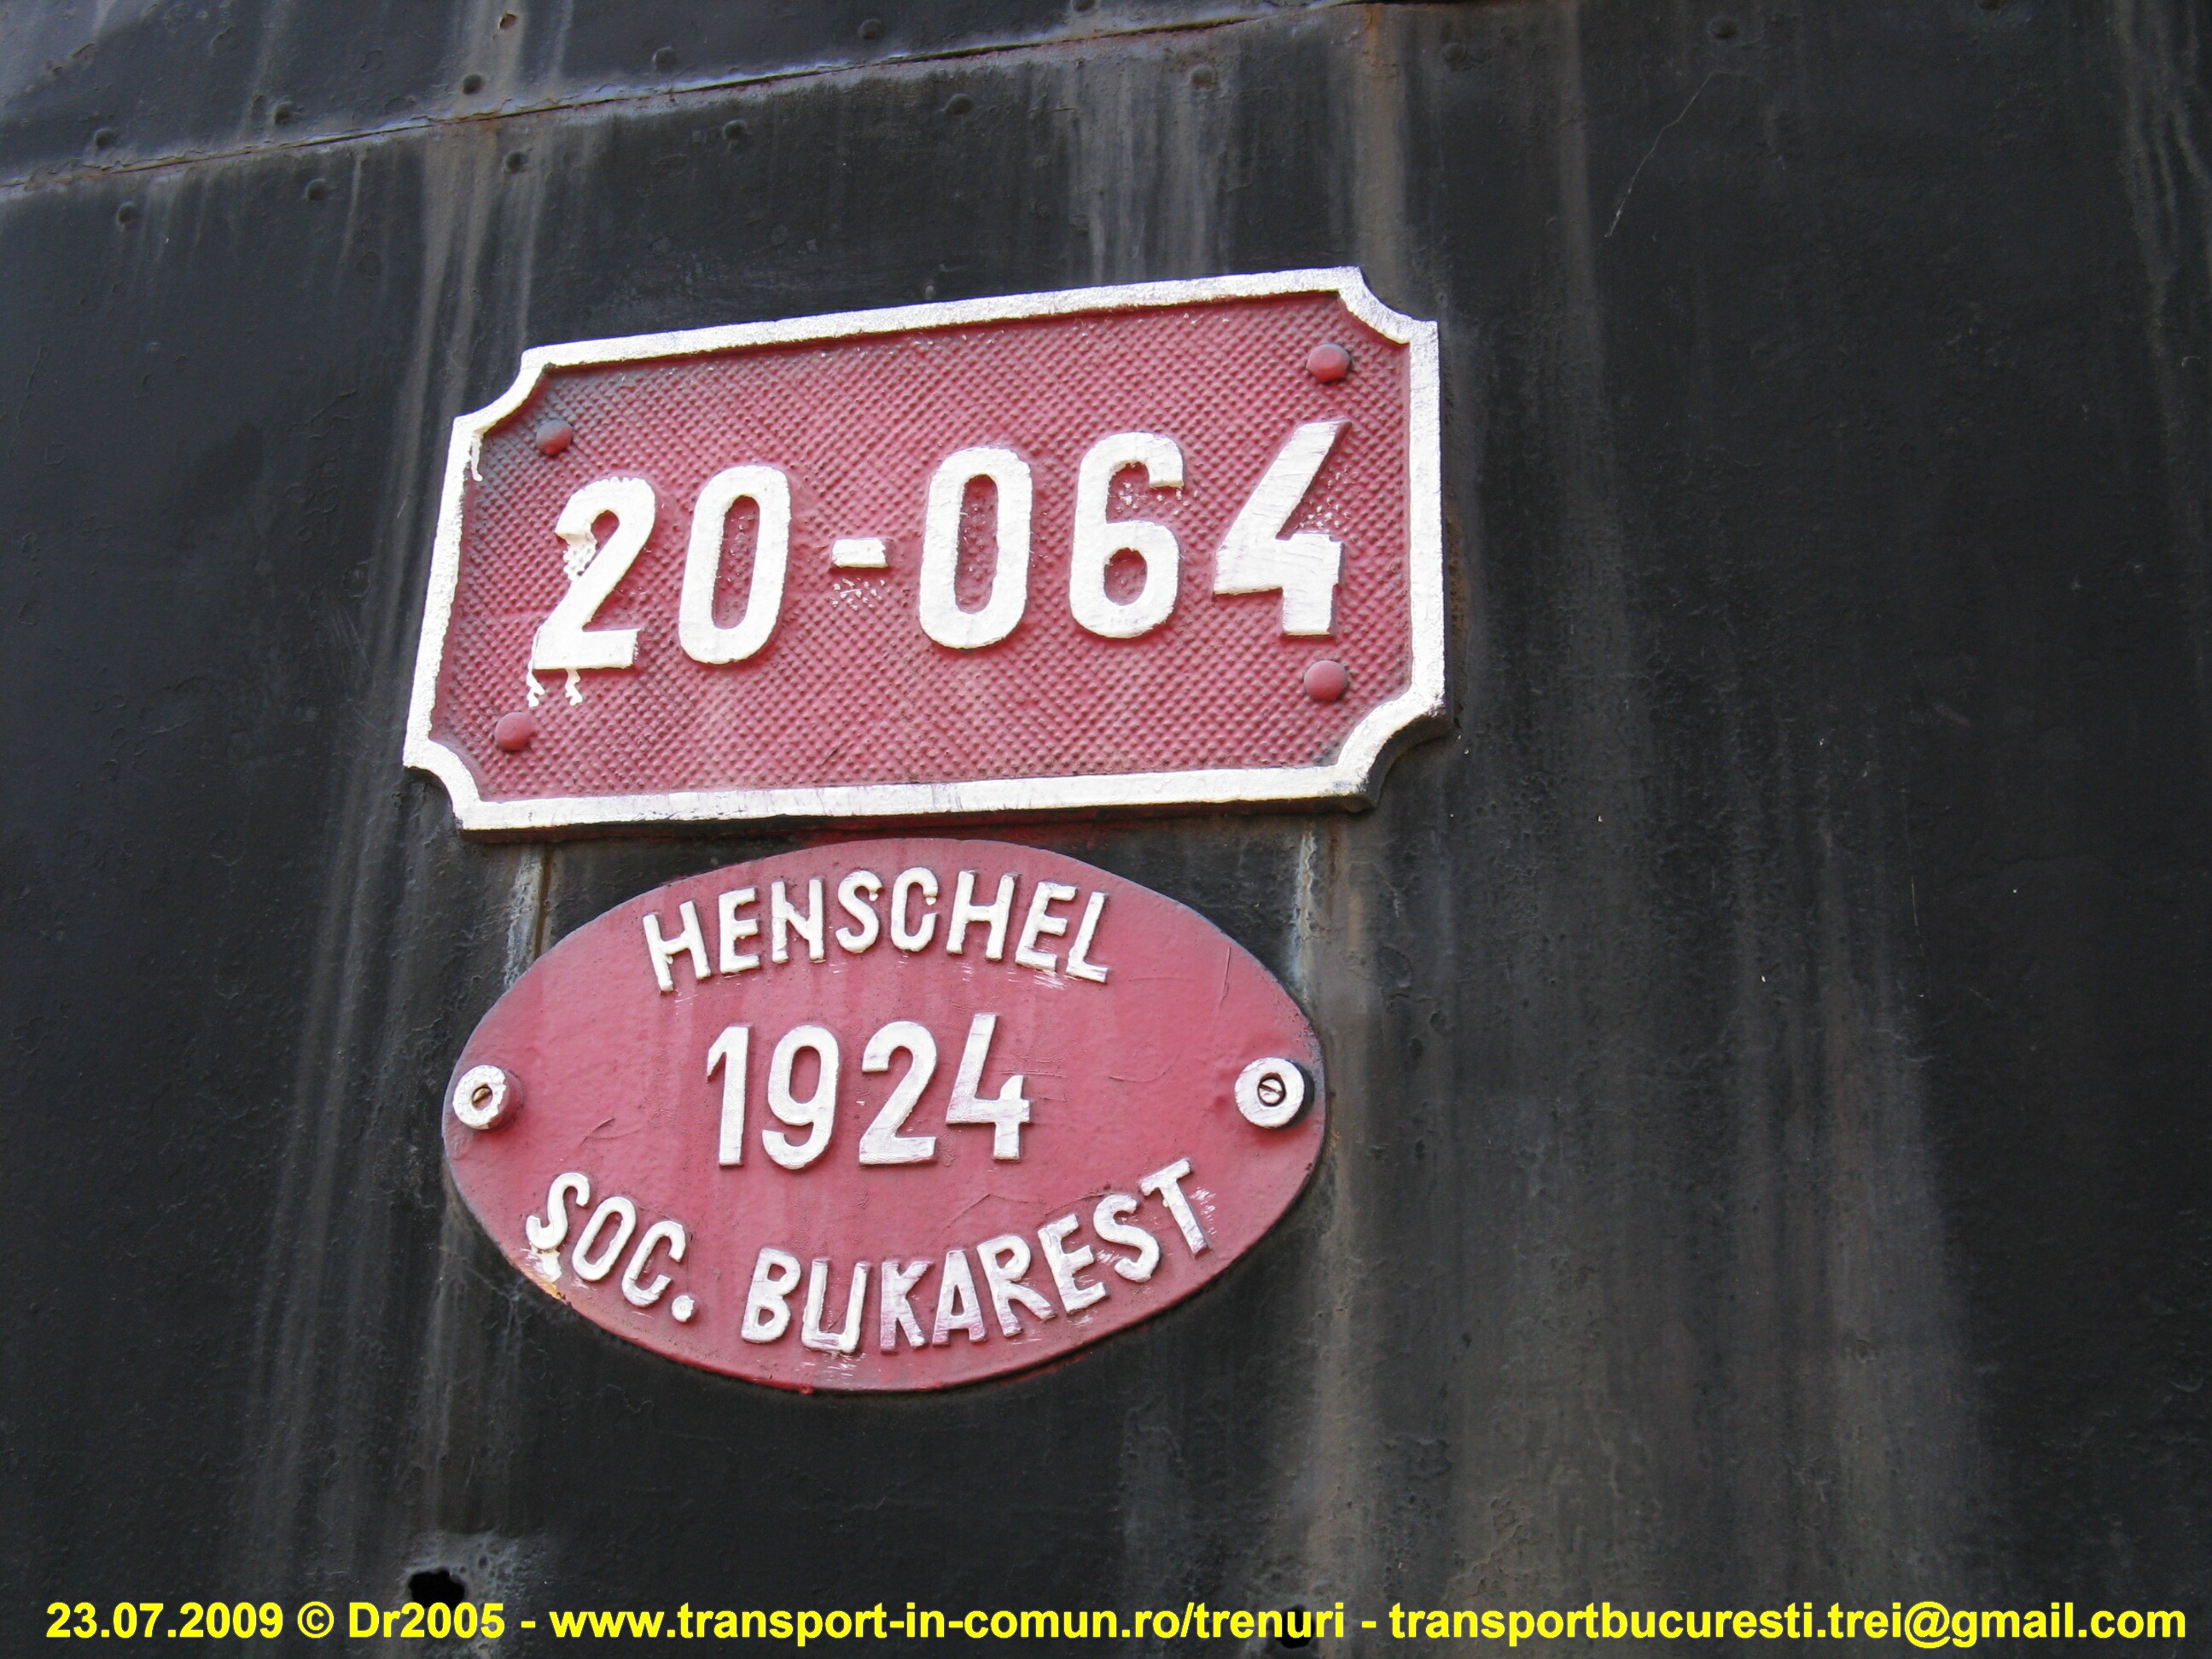 20-064
HENSCHEL
1924
SOC. BUKAREST
23.07.2009 © Dr2005 - www.transport-in-comun.ro/trenuri - transportbucuresti.trei@gmail.com